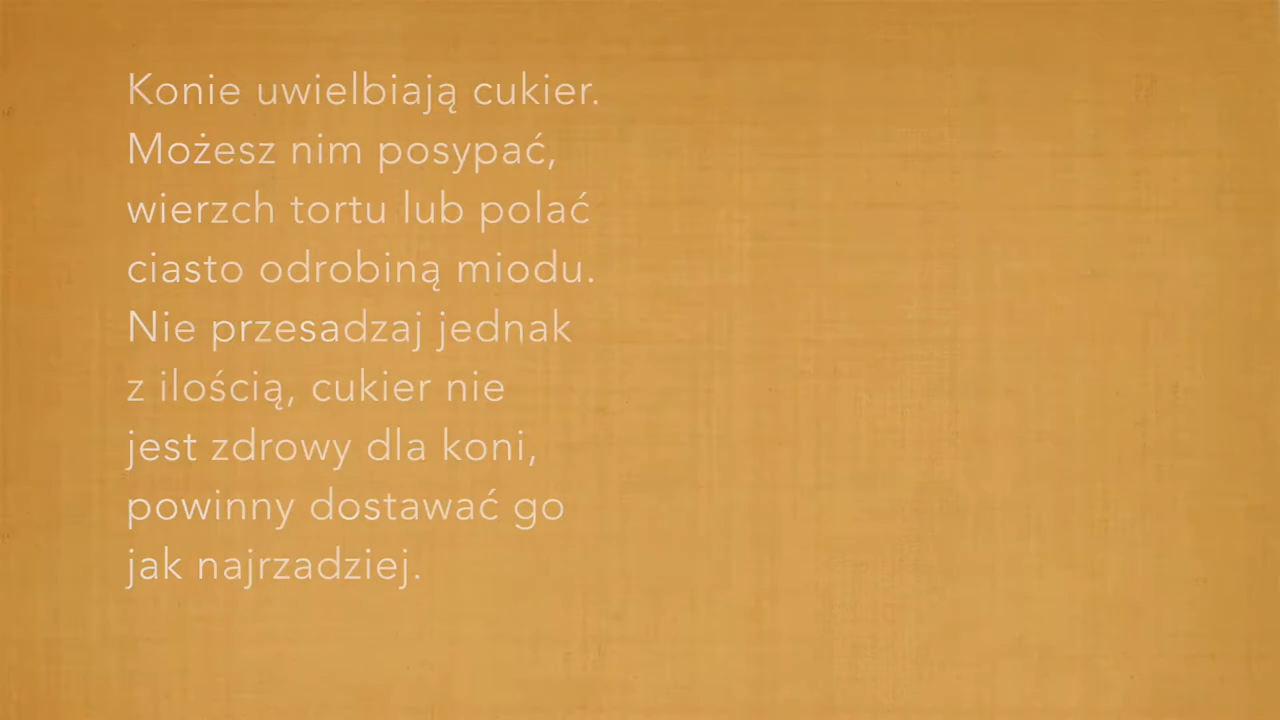 Konie uwielbiają cukier.
Możesz nim posypać,
wierzch tortu lub polać
ciasto odrobiną miodu.
Nie przesadzaj jednak
z ilością, cukier nie
jest zdrowy dla koni,
powinny dostawać go
jak najrzadziej.